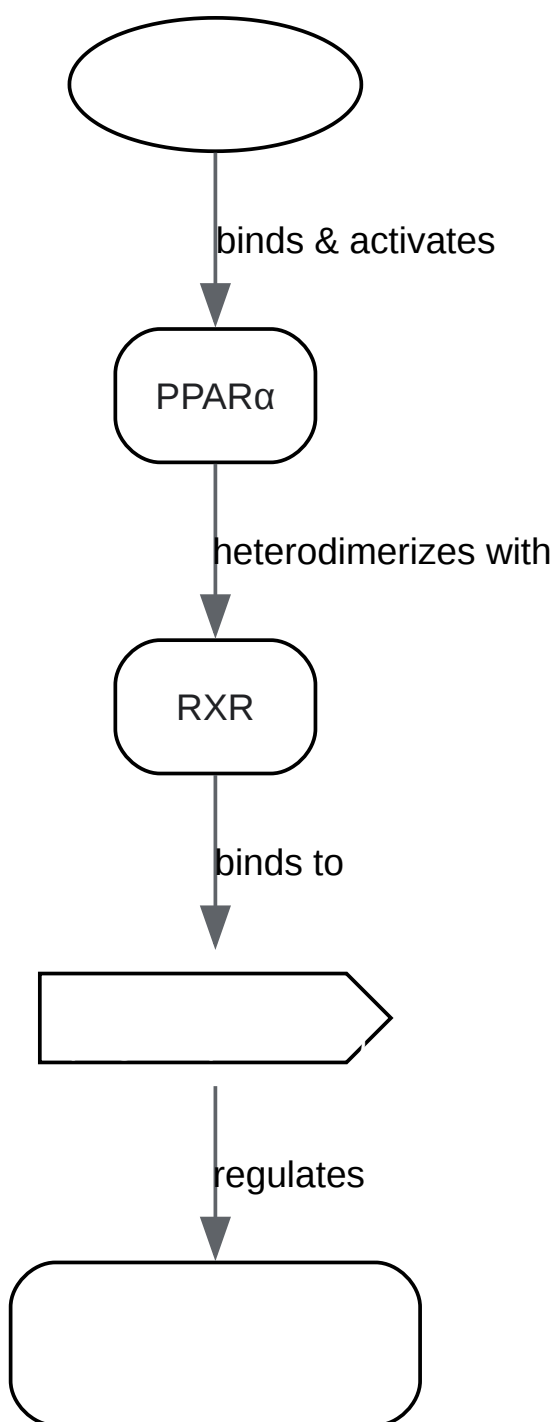 binds & activates
PPARα
heterodimerizes with
RXR
binds to
regulates